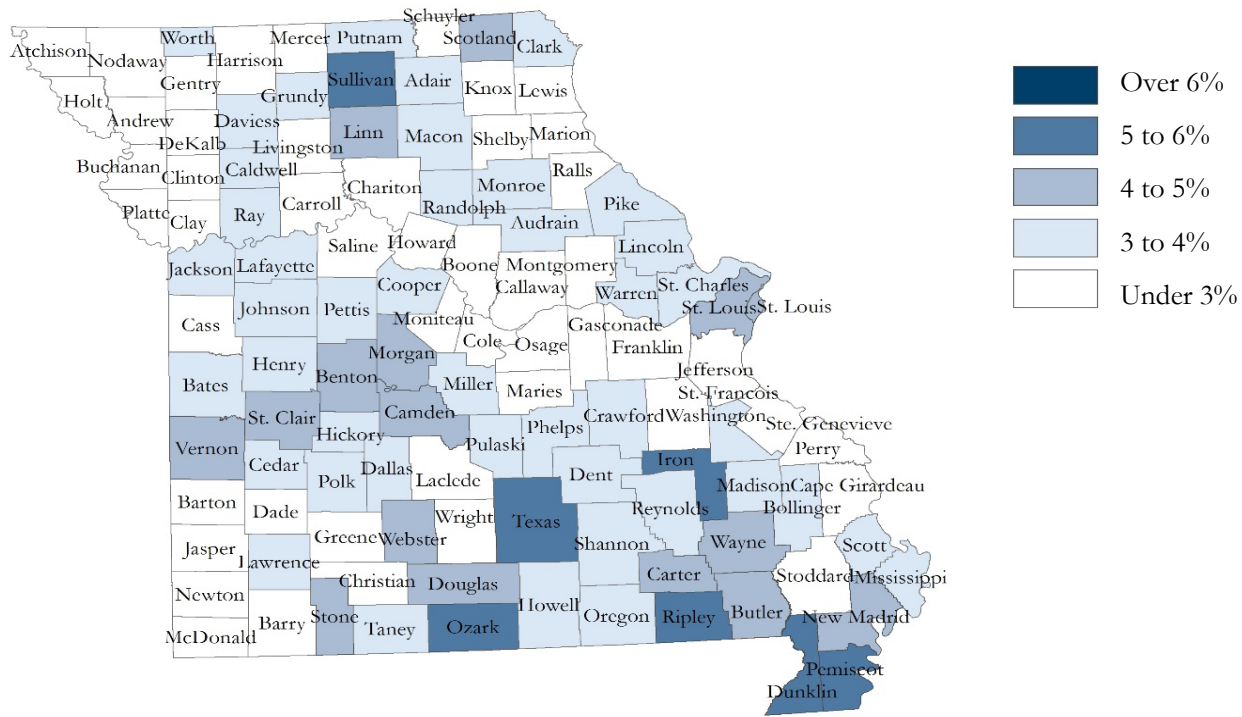 Schuyler
Atchison
Nodaway
Worth
Harrison
Mercer
Putnam
Scotland
Clark
Gentry
Holt
Grundy
Sullivan
Adair
Knox
Lewis
Andrew
DeKalb
Daviess
Livingston
Linn
Macon
Shelby
Marion
Buchanan
Clinton
Caldwell
Chariton
Monroe
Ralls
Platte
Clay
Ray
Carroll
Randolph
Audrain
Pike
Saline
Howard
Lincoln
Jackson
Lafayette
Cooper
Boone
Montgomery
Callaway
Warren
St. Charles
St. Louis
St. Louis
Johnson
Pettis
Cass
Moniteau
Cole
Osage
Gasconade
Franklin
Jefferson
Henry
Benton
Morgan
Miller
Maries
Bates
St. Francois
St. Clair
Camden
Crawford
Washington
Ste. Genevieve
Hickory
Phelps
Pulaski
Perry
Vernon
Cedar
Polk
Dallas
Laclede
Dent
Iron
Madison
Cape Girardeau
Barton
Dade
Reynolds
Bollinger
Greene
Webster
Wright
Texas
Shannon
Wayne
Scott
Jasper
Lawrence
Christian
Douglas
Carter
Stoddard
Mississippi
Newton
Howell
McDonald
Barry
Stone
Taney
Ozark
Oregon
Ripley
Butler
New Madrid
Pemiscot
Dunklin
Over 6%
5 to 6%
4 to 5%
3 to 4%
Under 3%